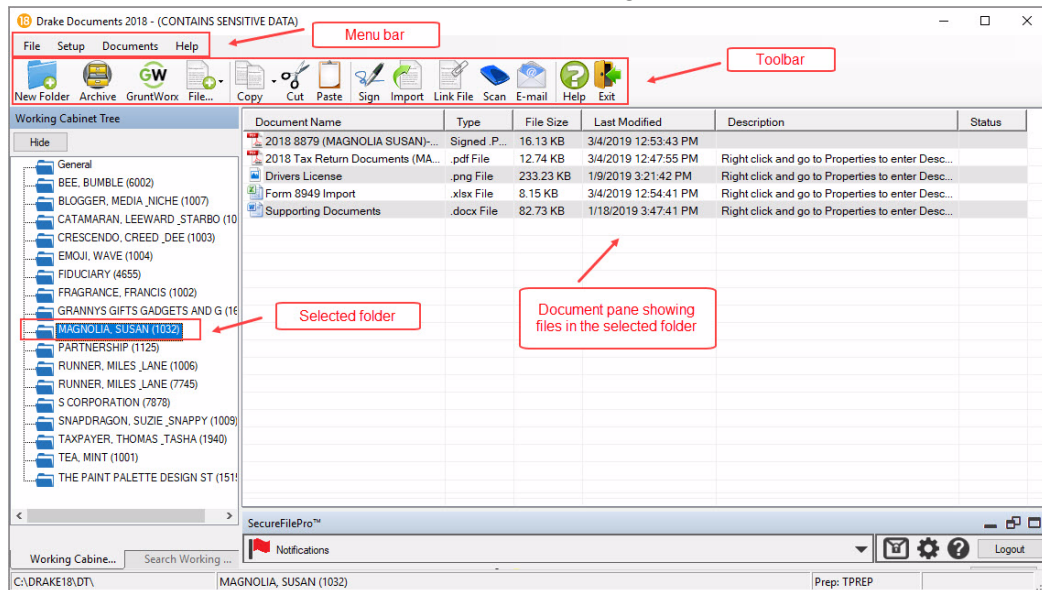 18 Drake Documents 2018 - (CONTAINS SENSITIVE DATA)
Menu bar
File Setup Documents Help
Toolbar
GW
New Folder Archive GruntWorx File... Copy Cut Paste Sign Import Link File Scan E-mail Help Exit
Working Cabinet Tree
Hide
General
BEE, BUMBLE (6002)
BLOGGER, MEDIA_NICHE (1007)
CATAMARAN, LEEWARD_STARBO (10
CRESCENDO, CREED_DEE (1003)
EMOJI, WAVE (1004)
FIDUCIARY (4655)
FRAGRANCE, FRANCIS (1002)
GRANNYS GIFTS GADGETS AND G (16
MAGNOLIA, SUSAN (1032)
PARTNERSHIP (1125)
RUNNER, MILES_LANE (1006)
RUNNER, MILES_LANE (7745)
S CORPORATION (7878)
SNAPDRAGON, SUZIE_SNAPPY (1009)
TAXPAYER, THOMAS_TASHA (1940)
TEA, MINT (1001)
THE PAINT PALETTE DESIGN ST (151
Selected folder
Working Cabine... Search Working ...
Document Name Type File Size Last Modified Description Status
2018 8879 (MAGNOLIA SUSAN)-... Signed .P... 16.13 KB 3/4/2019 12:53:43 PM
2018 Tax Return Documents (MA... .pdf File 12.74 KB 3/4/2019 12:47:55 PM Right click and go to Properties to enter Desc...
Drivers License .png File 233.23 KB 1/9/2019 3:21:42 PM Right click and go to Properties to enter Desc...
Form 8949 Import .xlsx File 8.15 KB 3/4/2019 12:54:41 PM Right click and go to Properties to enter Desc...
Supporting Documents .docx File 82.73 KB 1/18/2019 3:47:41 PM Right click and go to Properties to enter Desc...
Document pane showing
files in the selected folder
SecureFilePro™
Notifications
Logout
C:\DRAKE18\DT\ MAGNOLIA, SUSAN (1032) Prep: TPREP